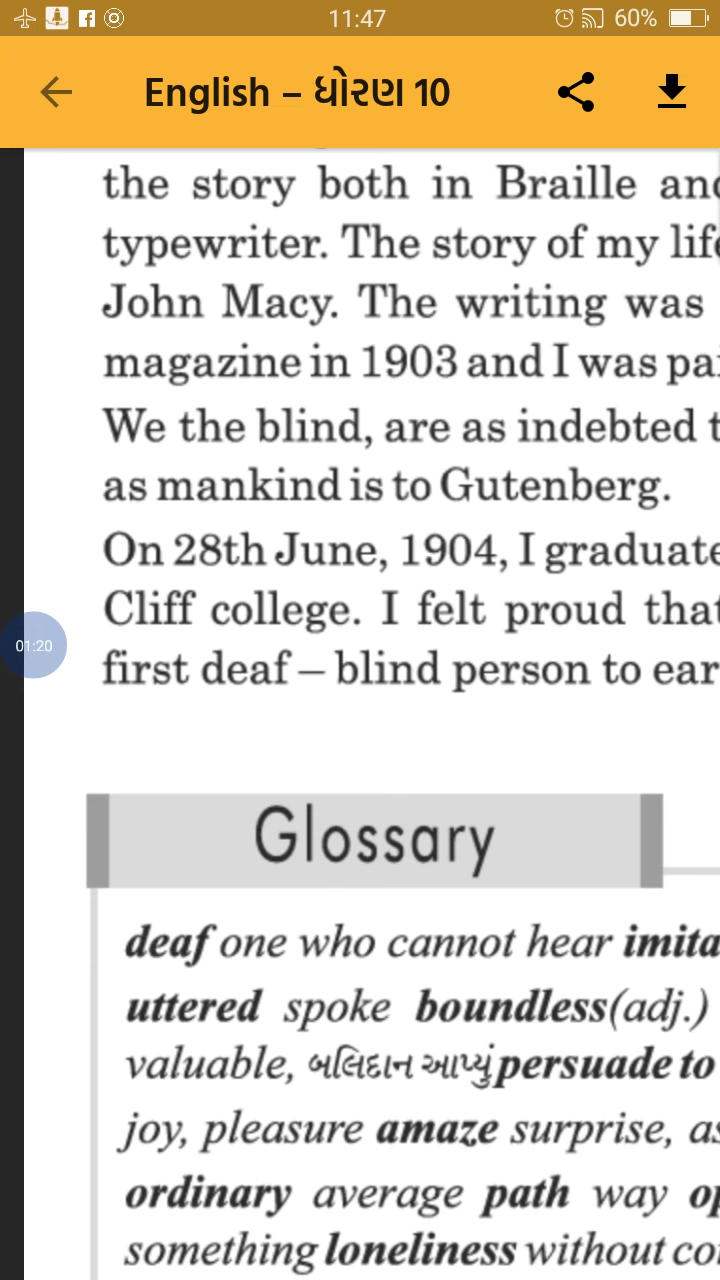 11:47
60%
English – ધોરણ 10
the story both in Braille and
typewriter. The story of my life
John Macy. The writing was
magazine in 1903 and I was pai
We the blind, are as indebted t
as mankind is to Gutenberg.
On 28th June, 1904, I graduate
Cliff college. I felt proud that
01:20
first deaf – blind person to ear
Glossary
deaf one who cannot hear imita
uttered spoke boundless(adj.)
valuable, બલિદાન આપ્યું persuade to
joy, pleasure amaze surprise, as
ordinary average path way op
something loneliness without co